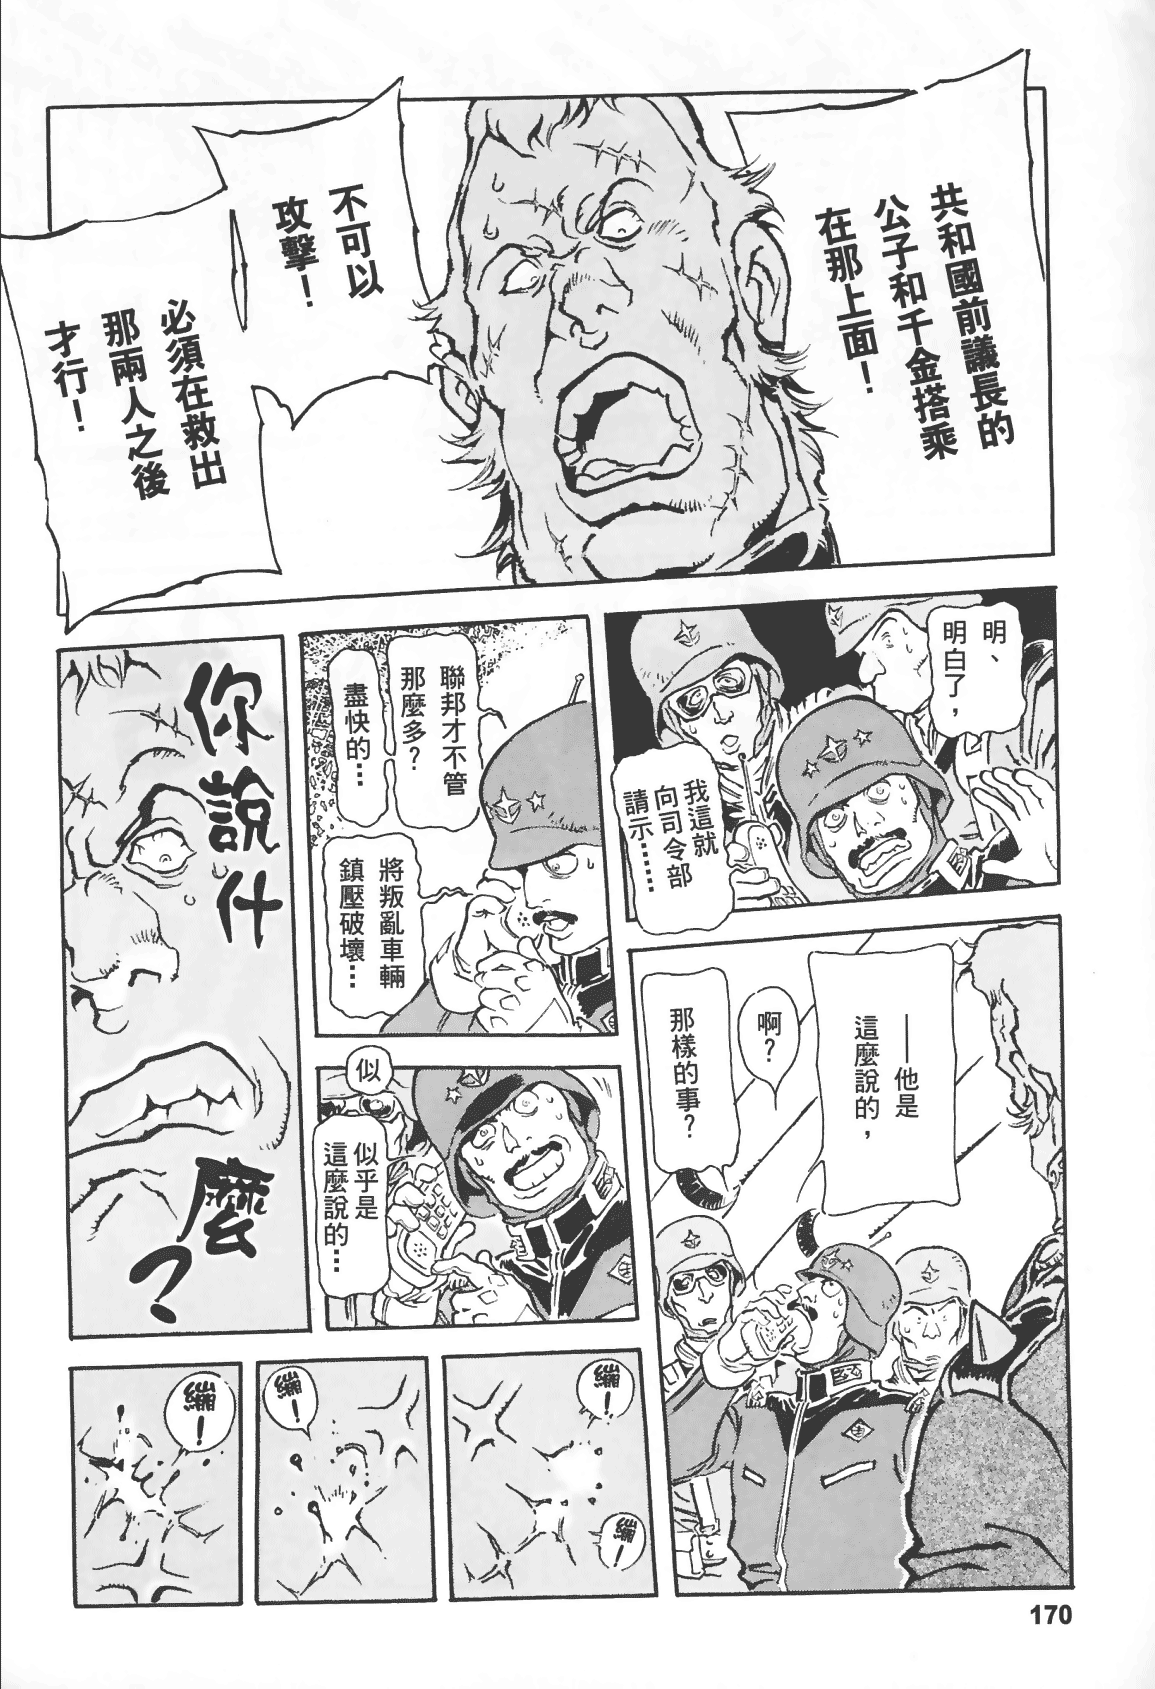 共和國前議長的
公子和千金搭乘
在那上面！
不可以
攻擊！
必須在救出
那兩人之後
才行！
明、
明白了，
我這就
向司令部
請示……
——他是
這麼說的，
啊？
那樣的事？
聯邦才不管
那麼多？
盡快的…
將叛亂車輛
鎮壓破壞…
似
似乎是
這麼說的…
你說什
麼？
繃！
繃！
繃！
繃！
170